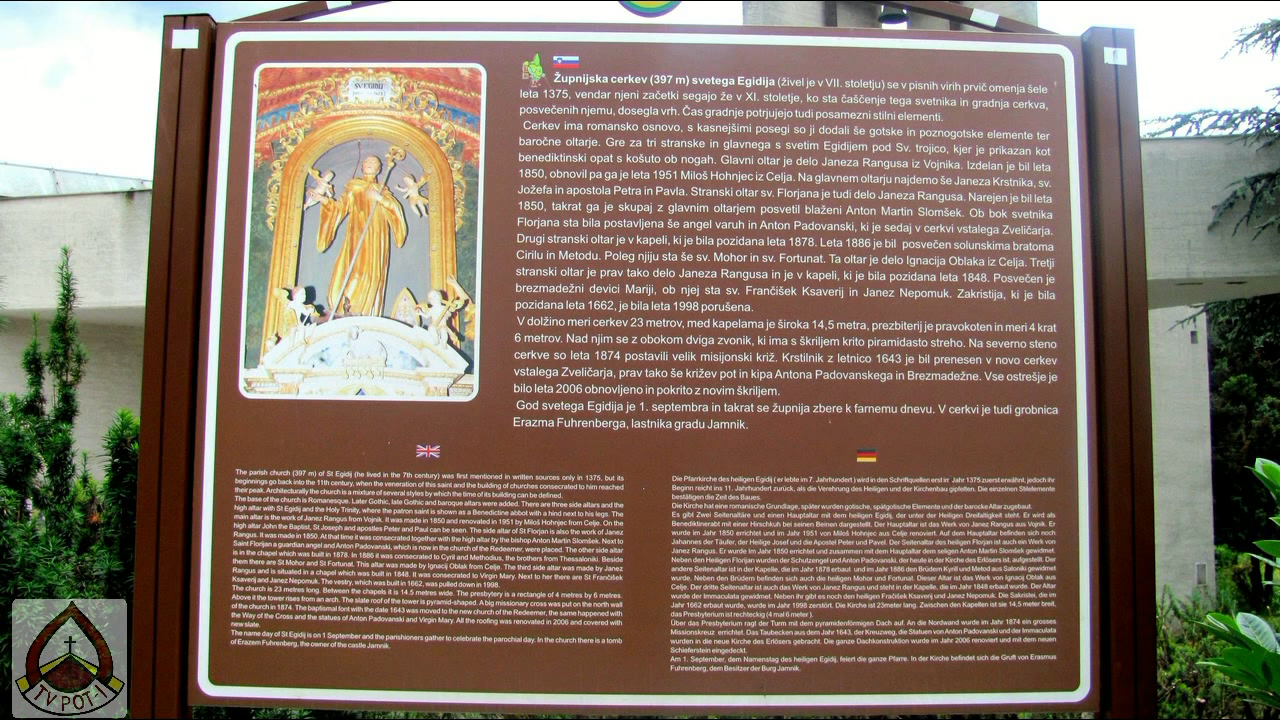 SV. EGIDIJ
Župnijska cerkev (397 m) svetega Egidija (živel je v VII. stoletju) se v pisnih virih prvič omenja šele
leta 1375, vendar njeni začetki segajo že v XI. stoletje, ko sta čaščenje tega svetnika in gradnja cerkva,
posvečenih njemu, dosegla vrh. Čas gradnje potrjujejo tudi posamezni stilni elementi.
Cerkev ima romansko osnovo, s kasnejšimi posegi so ji dodali še gotske in poznogotske elemente ter
baročne oltarje. Gre za tri stranske in glavnega s svetim Egidijem pod Sv. trojico, kjer je prikazan kot
benediktinski opat s košuto ob nogah. Glavni oltar je delo Janeza Rangusa iz Vojnika. Izdelan je bil leta
1850, obnovil pa ga je leta 1951 Miloš Hohnjec iz Celja. Na glavnem oltarju najdemo še Janeza Krstnika, sv.
Jožefa in apostola Petra in Pavla. Stranski oltar sv. Florjana je tudi delo Janeza Rangusa. Narejen je bil leta
1850, takrat ga je skupaj z glavnim oltarjem posvetil blaženi Anton Martin Slomšek. Ob bok svetnika
Florjana sta bila postavljena še angel varuh in Anton Padovanski, ki je sedaj v cerkvi vstalega Zveličarja.
Drugi stranski oltar je v kapeli, ki je bila pozidana leta 1878. Leta 1886 je bil posvečen solunskima bratoma
Cirilu in Metodu. Poleg njiju sta še sv. Mohor in sv. Fortunat. Ta oltar je delo Ignacija Oblaka iz Celja. Tretji
stranski oltar je prav tako delo Janeza Rangusa in je v kapeli, ki je bila pozidana leta 1848. Posvečen je
brezmadežni devici Mariji, ob njej sta sv. Frančišek Ksaverij in Janez Nepomuk. Zakristija, ki je bila
pozidana leta 1662, je bila leta 1998 porušena.
V dolžino meri cerkev 23 metrov, med kapelama je široka 14,5 metra, prezbiterij je pravokoten in meri 4 krat
6 metrov. Nad njim se z obokom dviga zvonik, ki ima s škriljem krito piramidasto streho. Na severno steno
cerkve so leta 1874 postavili velik misijonski križ. Krstilnik z letnico 1643 je bil prenesen v novo cerkev
vstalega Zveličarja, prav tako še križev pot in kipa Antona Padovanskega in Brezmadežne. Vse ostrešje je
bilo leta 2006 obnovljeno in pokrito z novim škriljem.
God svetega Egidija je 1. septembra in takrat se župnija zbere k farnemu dnevu. V cerkvi je tudi grobnica
Erazma Fuhrenberga, lastnika gradu Jamnik.
The parish church (397 m) of St Egidij (he lived in the 7th century) was first mentioned in written sources only in 1375, but its
beginnings go back into the 11th century, when the veneration of this saint and the building of churches consecrated to him reached
their peak. Architecturally the church is a mixture of several styles by which the time of its building can be defined.
The base of the church is Romanesque. Later Gothic, late Gothic and baroque altars were added. There are three side altars and the
high altar with St Egidij and the Holy Trinity, where the patron saint is shown as a Benedictine abbot with a hind next to his legs. The
main altar is the work of Janez Rangus from Vojnik. It was made in 1850 and renovated in 1951 by Miloš Hohnjec from Celje. On the
high altar John the Baptist, St Joseph and apostles Peter and Paul can be seen. The side altar of St Florjan is also the work of Janez
Rangus. It was made in 1850. At that time it was consecrated together with the high altar by the bishop Anton Martin Slomšek. Next to
Saint Florjan a guardian angel and Anton Padovanski, which is now in the church of the Redeemer, were placed. The other side altar
is in the chapel which was built in 1878. In 1886 it was consecrated to Cyril and Methodius, the brothers from Thessaloniki. Beside
them there are St Mohor and St Fortunat. This altar was made by Ignacij Oblak from Celje. The third side altar was made by Janez
Rangus and is situated in a chapel which was built in 1848. It was consecrated to Virgin Mary. Next to her there are St Frančišek
Ksaverij and Janez Nepomuk. The vestry, which was built in 1662, was pulled down in 1998.
The church is 23 metres long. Between the chapels it is 14.5 metres wide. The presbytery is a rectangle of 4 metres by 6 metres.
Above it the tower rises from an arch. The slate roof of the tower is pyramid-shaped. A big missionary cross was put on the north wall
of the church in 1874. The baptismal font with the date 1643 was moved to the new church of the Redeemer, the same happened with
the Way of the Cross and the statues of Anton Padovanski and Virgin Mary. All the roofing was renovated in 2006 and covered with
new slate.
The name day of St Egidij is on 1 September and the parishioners gather to celebrate the parochial day. In the church there is a tomb
of Erazem Fuhrenberg, the owner of the castle Jamnik.
Die Pfarrkirche des heiligen Egidij ( er lebte im 7. Jahrhundert ) wird in den Schriftquellen erst im Jahr 1375 zuerst erwähnt, jedoch ihr
Beginn reicht ins 11. Jahrhundert zurück, als die Verehrung des Heiligen und der Kirchenbau gipfelten. Die einzelnen Stilelemente
bestätigen die Zeit des Baues.
Die Kirche hat eine romanische Grundlage, später wurden gotische, spätgotische Elemente und der barocke Altar zugebaut.
Es gibt zwei Seitenaltäre und einen Hauptaltar mit dem heiligen Egidij, der unter der Heiligen Dreifaltigkeit steht. Er wird als
Benediktinerabt mit einer Hirschkuh bei seinen Beinen dargestellt. Der Hauptaltar ist das Werk von Janez Rangus aus Vojnik. Er
wurde im Jahr 1850 errichtet und im Jahr 1951 von Miloš Hohnjec aus Celje renoviert. Auf dem Hauptaltar befinden sich noch
Jahannes der Täufer, der Heilige Josef und die Apostel Peter und Pavel. Der Seitenaltar des heiligen Florjan ist auch ein Werk von
Janez Rangus. Er wurde im Jahr 1850 errichtet und zusammen mit dem Hauptaltar dem seligen Anton Martin Slomšek gewidmet.
Neben dem Heiligen Florijan wurden der Schutzengel und Anton Padovanski, der heute in der Kirche des Erlösers ist, aufgestellt. Der
andere Seitenaltar ist in der Kapelle, die im Jahr 1878 erbaut und im Jahr 1886 den Brüdern Kyrill und Metod aus Saloniki gewidmet
wurde. Neben den Brüdern befinden sich auch die heiligen Mohor und Fortunat. Dieser Altar ist das Werk von Ignacij Oblak aus
Celje. Der dritte Seitenaltar ist auch das Werk von Janez Rangus und steht in der Kapelle, die im Jahr 1848 erbaut wurde. Der Altar
wurde der Immaculata gewidmet. Neben ihr gibt es noch den heiligen Fračišek Ksaverij und Janez Nepomuk. Die Sakristei, die im
Jahr 1662 erbaut wurde, wurde im Jahr 1998 zerstört. Die Kirche ist 23meter lang. Zwischen den Kapellen ist sie 14,5 meter breit,
das Presbyterium ist rechteckig (4 mal 6 meter ).
Über das Presbyterium ragt der Turm mit dem pyramidenförmigen Dach auf. An die Nordwand wurde im Jahr 1874 ein grosses
Missionskreuz errichtet. Das Taubecken aus dem Jahr 1643, der Kreuzweg, die Statuen von Anton Padovanski und der Immaculata
wurden in die neue Kirche des Erlösers gebracht. Die ganze Dachkonstruktion wurde im Jahr 2006 renoviert und mit dem neuen
Schieferstein eingedeckt.
Am 1. September, dem Namenstag des heiligen Egidij, feiert die ganze Pfarre. In der Kirche befindet sich die Gruft von Erasmus
Fuhrenberg, dem Besitzer der Burg Jamnik.
TV POT-1